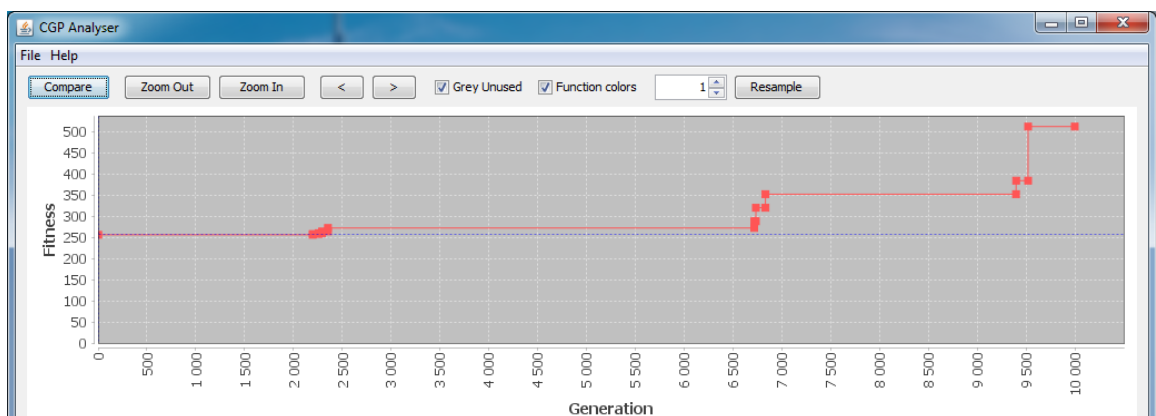 CGP Analyser
File Help
Compare Zoom Out Zoom In < > Grey Unused Function colors 1 Resample
500
450
400
350
300
250
200
150
100
50
0
Fitness
0 500 1 000 1 500 2 000 2 500 3 000 3 500 4 000 4 500 5 000 5 500 6 000 6 500 7 000 7 500 8 000 8 500 9 000 9 500 10 000
Generation